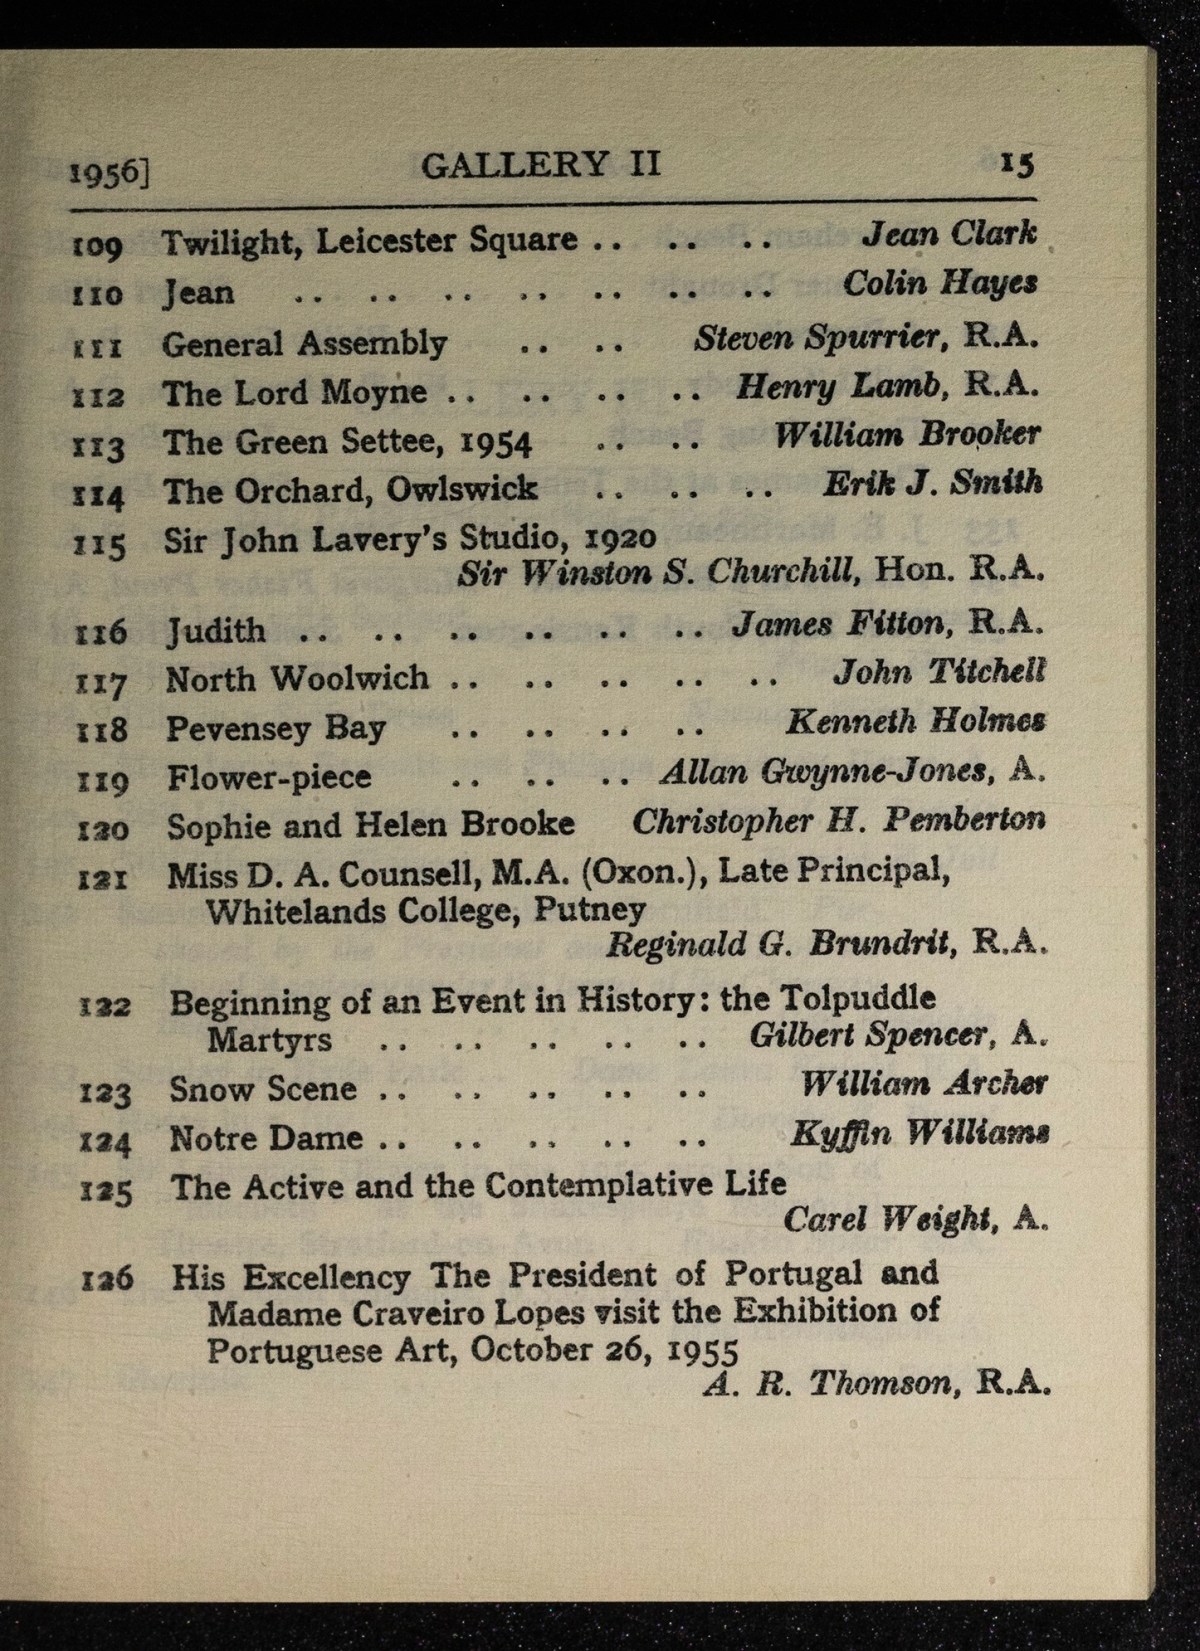 1956] GALLERY II 15
109 Twilight, Leicester Square .. .. .. Jean Clark
110 Jean .. .. .. .. .. .. .. Colin Hayes
111 General Assembly .. .. Steven Spurrier, R.A.
112 The Lord Moyne .. .. .. .. Henry Lamb, R.A.
113 The Green Settee, 1954 .. .. William Brooker
114 The Orchard, Owlswick .. .. .. Erik J. Smith
115 Sir John Lavery's Studio, 1920
Sir Winston S. Churchill, Hon. R.A.
116 Judith .. .. .. .. .. .. James Fitton, R.A.
117 North Woolwich .. .. .. .. .. John Titchell
118 Pevensey Bay .. .. .. .. Kenneth Holmes
119 Flower-piece .. .. .. Allan Gwynne-Jones, A.
120 Sophie and Helen Brooke Christopher H. Pemberton
121 Miss D. A. Counsell, M.A. (Oxon.), Late Principal,
Whitelands College, Putney
Reginald G. Brundrit, R.A.
122 Beginning of an Event in History: the Tolpuddle
Martyrs .. .. .. .. .. Gilbert Spencer, A.
123 Snow Scene .. .. .. .. .. William Archer
124 Notre Dame .. .. .. .. .. Kyffin Williams
125 The Active and the Contemplative Life
Carel Weight, A.
126 His Excellency The President of Portugal and
Madame Craveiro Lopes visit the Exhibition of
Portuguese Art, October 26, 1955
A. R. Thomson, R.A.